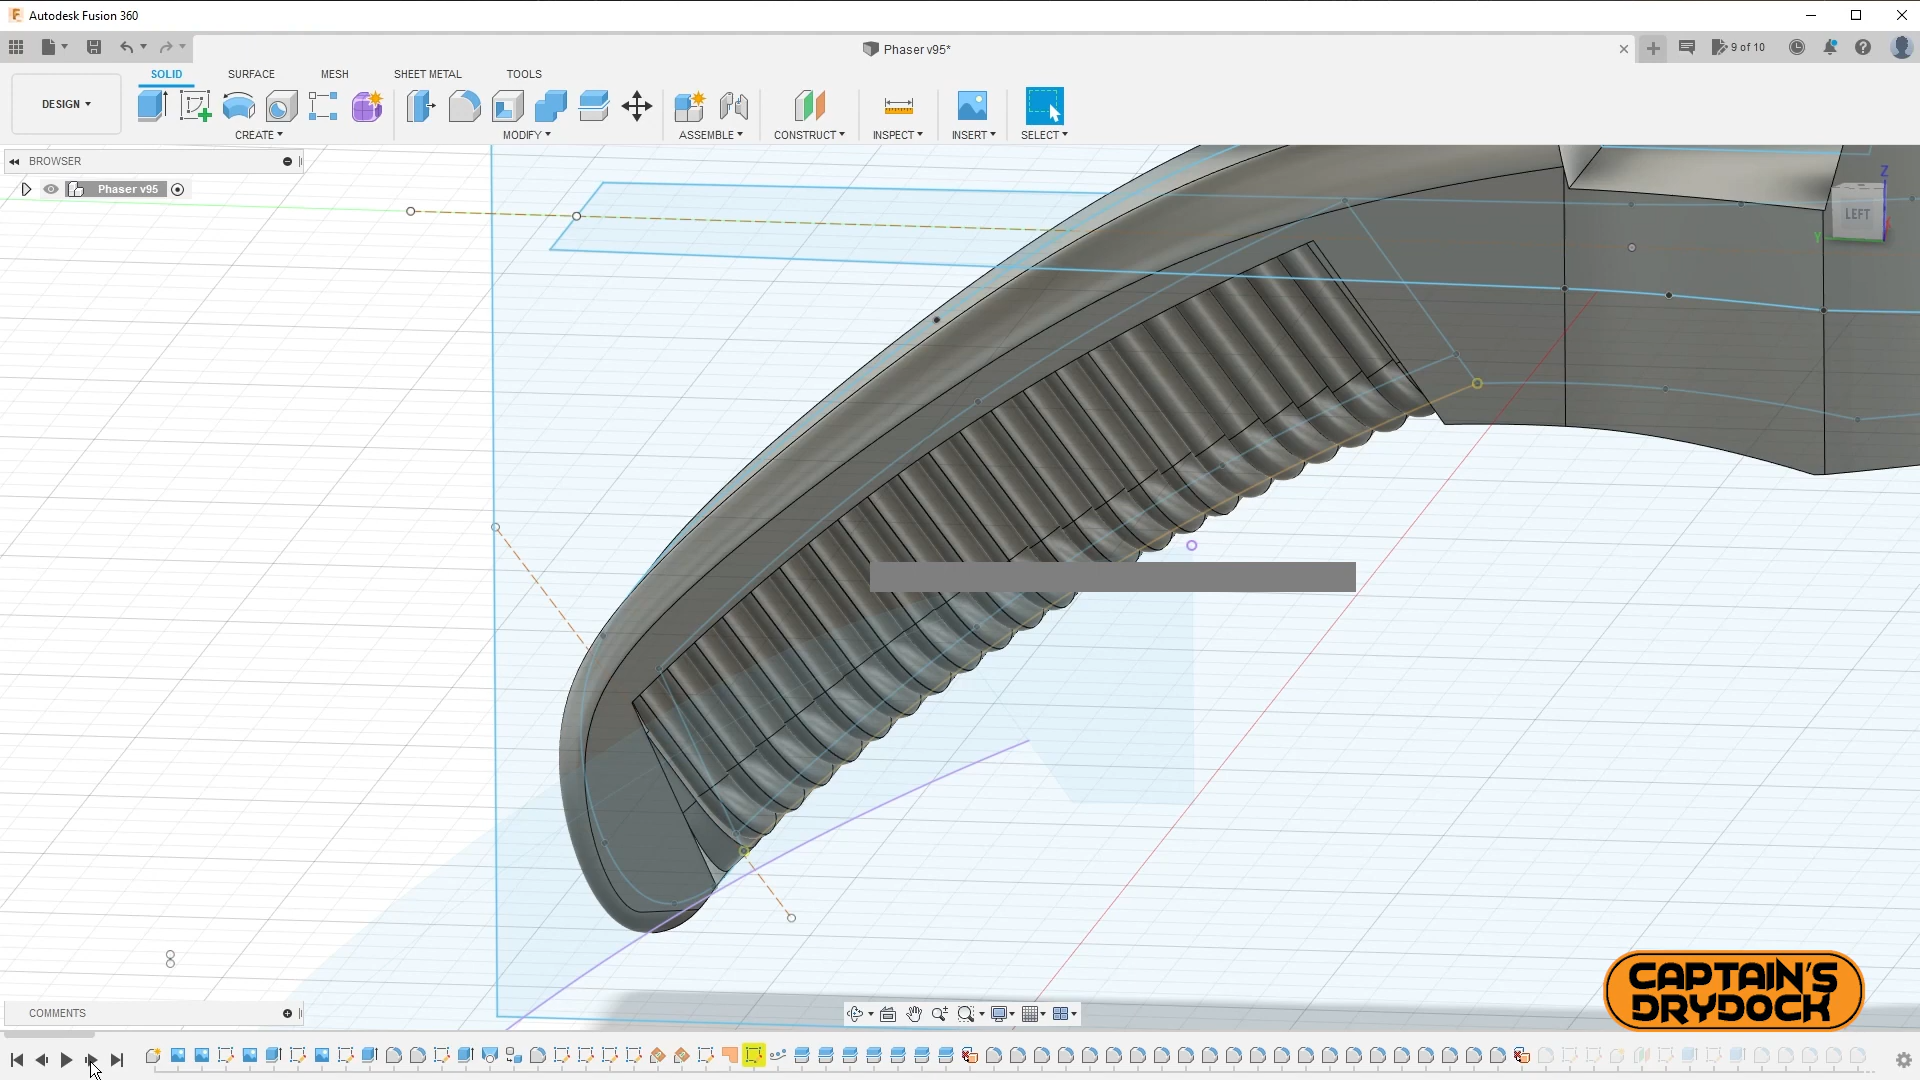 Autodesk Fusion 360
Phaser v95*
9 of 10
DESIGN
SOLID
SURFACE
MESH
SHEET METAL
TOOLS
CREATE
MODIFY
ASSEMBLE
CONSTRUCT
INSPECT
INSERT
SELECT
BROWSER
Phaser v95
Z
LEFT
Y
COMMENTS
CAPTAIN'S
DRYDOCK